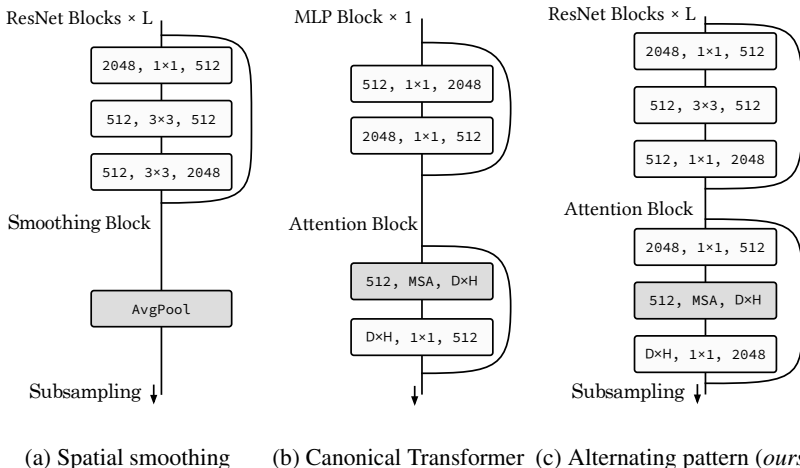 ResNet Blocks × L
2048, 1×1, 512
512, 3×3, 512
512, 3×3, 2048
Smoothing Block
AvgPool
Subsampling
(a) Spatial smoothing
MLP Block × 1
512, 1×1, 2048
2048, 1×1, 512
Attention Block
512, MSA, D×H
D×H, 1×1, 512
(b) Canonical Transformer
ResNet Blocks × L
2048, 1×1, 512
512, 3×3, 512
512, 1×1, 2048
Attention Block
2048, 1×1, 512
512, MSA, D×H
D×H, 1×1, 2048
Subsampling
(c) Alternating pattern (ours